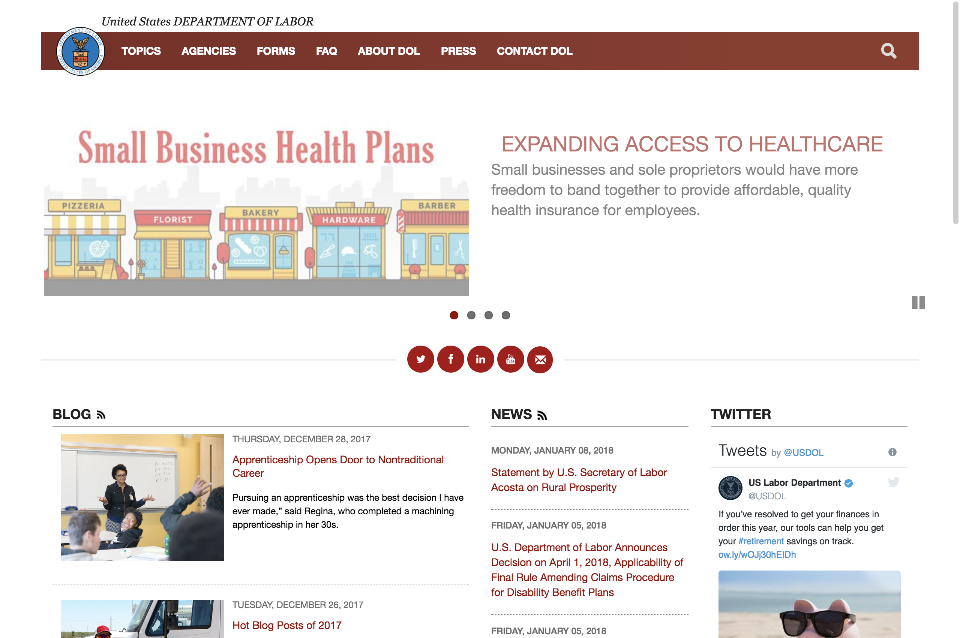 United States DEPARTMENT OF LABOR
TOPICS AGENCIES FORMS FAQ ABOUT DOL PRESS CONTACT DOL
Small Business Health Plans
PIZZERIA
FLORIST
BAKERY
HARDWARE
BARBER
EXPANDING ACCESS TO HEALTHCARE
Small businesses and sole proprietors would have more
freedom to band together to provide affordable, quality
health insurance for employees.
BLOG
THURSDAY, DECEMBER 28, 2017
Apprenticeship Opens Door to Nontraditional
Career
Pursuing an apprenticeship was the best decision I have
ever made," said Regina, who completed a machining
apprenticeship in her 30s.
TUESDAY, DECEMBER 26, 2017
Hot Blog Posts of 2017
NEWS
MONDAY, JANUARY 08, 2018
Statement by U.S. Secretary of Labor
Acosta on Rural Prosperity
FRIDAY, JANUARY 05, 2018
U.S. Department of Labor Announces
Decision on April 1, 2018, Applicability of
Final Rule Amending Claims Procedure
for Disability Benefit Plans
FRIDAY, JANUARY 05, 2018
TWITTER
Tweets by @USDOL
US Labor Department
@USDOL
If you've resolved to get your finances in
order this year, our tools can help you get
your #retirement savings on track.
ow.ly/wOJj30hEIDh